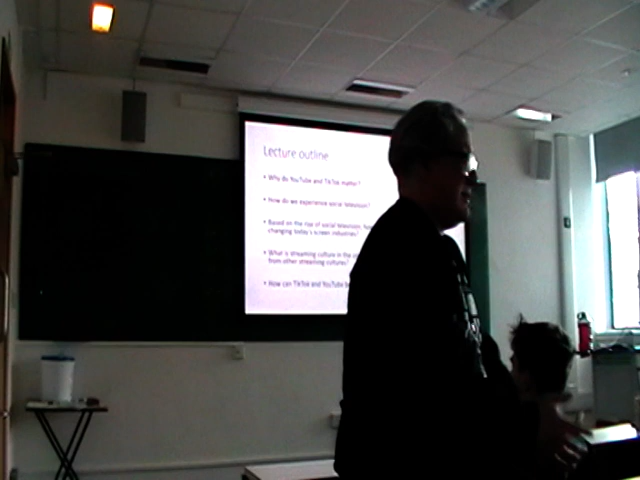 Lecture outline
• Why do YouTube and TikTok matter?
• How do we experience social television?
• Based on the rise of social television,
changing today's screen industries?
• What is streaming culture in the
from other streaming cultures?
• How can TikTok and YouTube